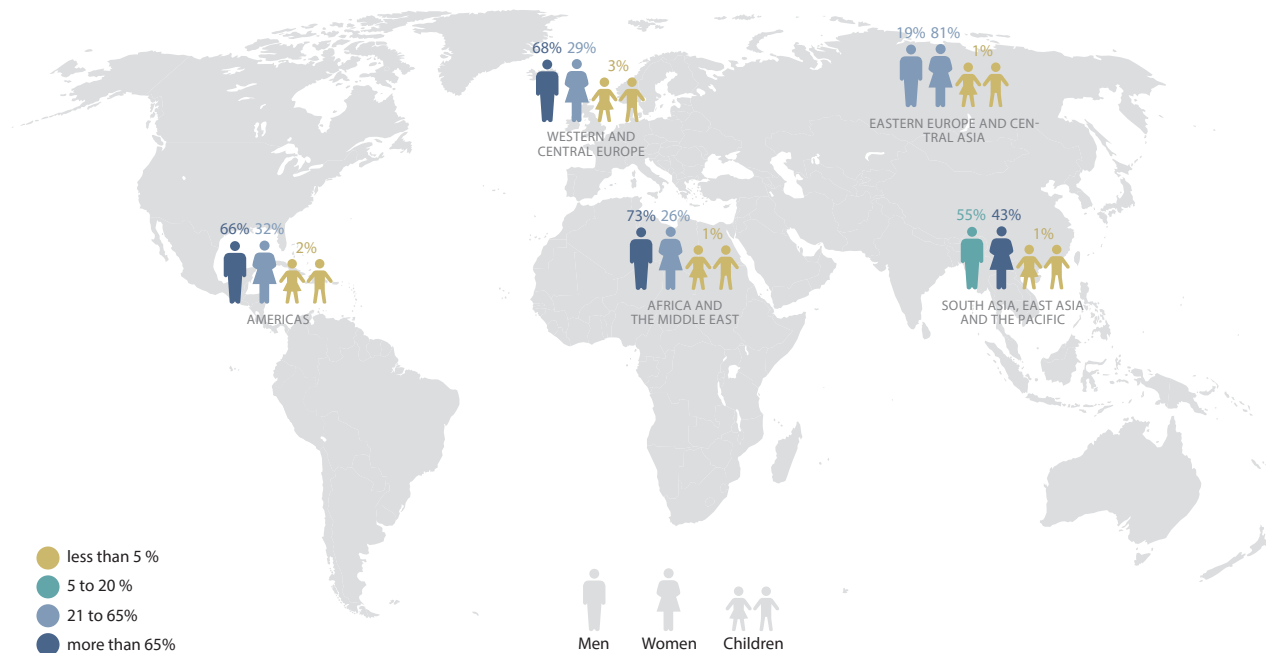 19% 81%
1%
EASTERN EUROPE AND CEN-
TRAL ASIA
68% 29%
3%
WESTERN AND
CENTRAL EUROPE
66% 32%
2%
AMERICAS
73% 26%
1%
AFRICA AND
THE MIDDLE EAST
55% 43%
1%
SOUTH ASIA, EAST ASIA
AND THE PACIFIC
less than 5 %
5 to 20 %
21 to 65%
more than 65%
Men Women Children